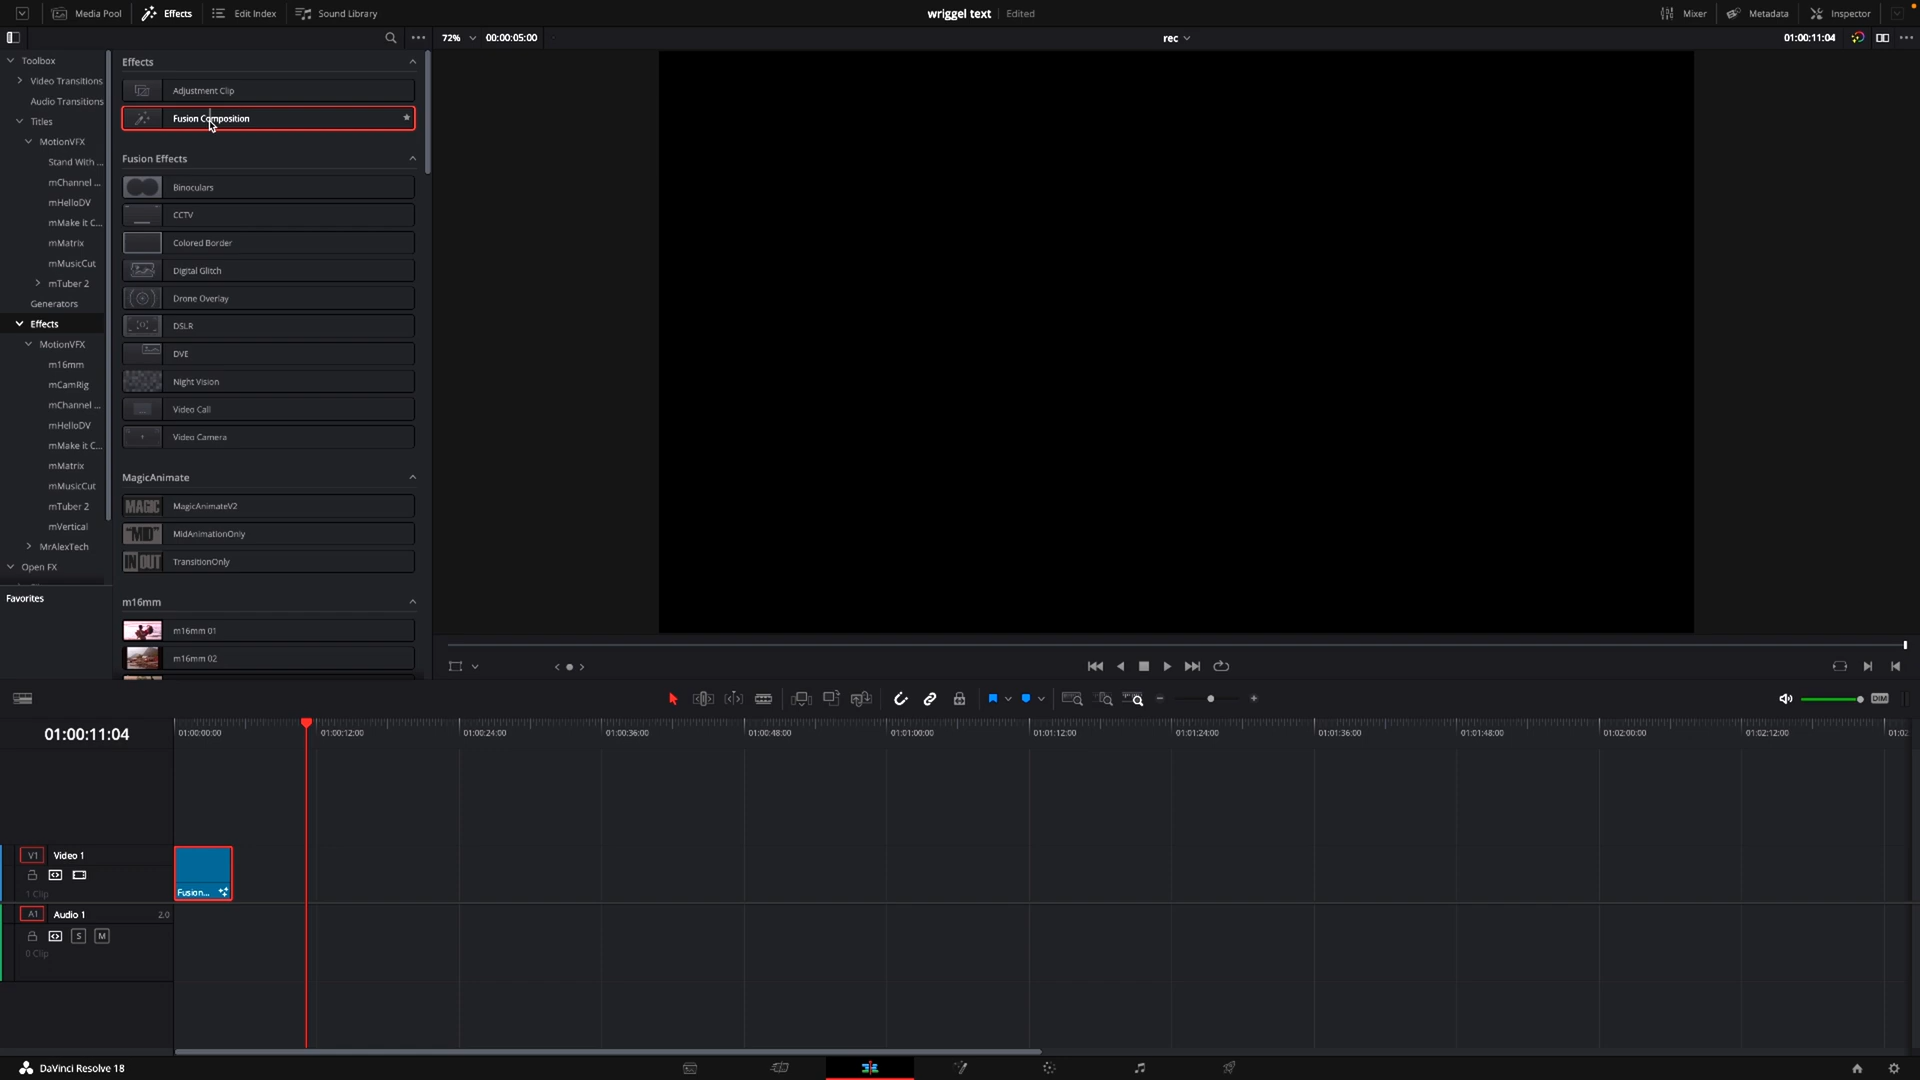 Media Pool
Effects
Edit Index
Sound Library
wriggel text
Edited
Mixer
Metadata
Inspector
72%
00:00:05:00
rec
01:00:11:04
Toolbox
Video Transitions
Audio Transitions
Titles
MotionVFX
Stand With ...
mChannel ...
mHelloDV
mMake it C...
mMatrix
mMusicCut
mTuber 2
Generators
Effects
MotionVFX
m16mm
mCamRig
mChannel ...
mHelloDV
mMake it C...
mMatrix
mMusicCut
mTuber 2
mVertical
MrAlexTech
Open FX
Favorites
Effects
Adjustment Clip
Fusion Composition
Fusion Effects
Binoculars
CCTV
Colored Border
Digital Glitch
Drone Overlay
DSLR
DVE
Night Vision
Video Call
Video Camera
MagicAnimate
MAGIC
MagicAnimateV2
"MID"
MidAnimationOnly
IN OUT
TransitionOnly
m16mm
m16mm 01
m16mm 02
DIM
01:00:11:04
01:00:00:00
01:00:12:00
01:00:24:00
01:00:36:00
01:00:48:00
01:01:00:00
01:01:12:00
01:01:24:00
01:01:36:00
01:01:48:00
01:02:00:00
01:02:12:00
01:02
V1
Video 1
1 Clip
Fusion...
A1
Audio 1
2.0
S
M
0 Clip
DaVinci Resolve 18